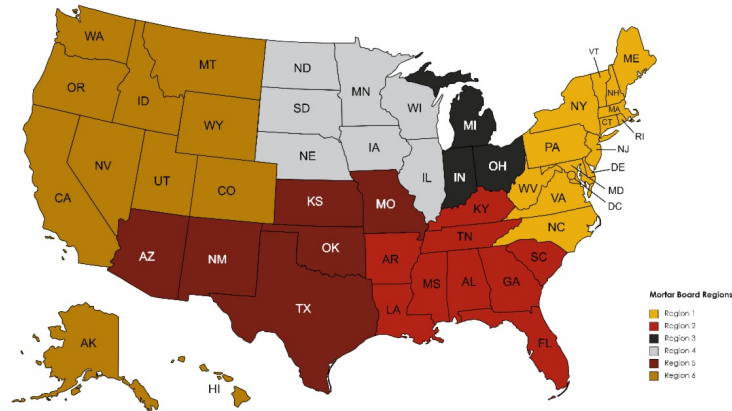 WA
MT
ND
MN
VT
ME
OR
ID
SD
WI
NY
NH
MA
CT
RI
WY
MI
NJ
PA
DE
NE
IA
MD
DC
NV
UT
CO
IL
IN
OH
WV
VA
CA
KS
MO
KY
NC
AZ
NM
OK
TN
AR
SC
TX
MS
AL
GA
LA
FL
AK
HI
Mortar Board Regions
Region 1
Region 2
Region 3
Region 4
Region 5
Region 6